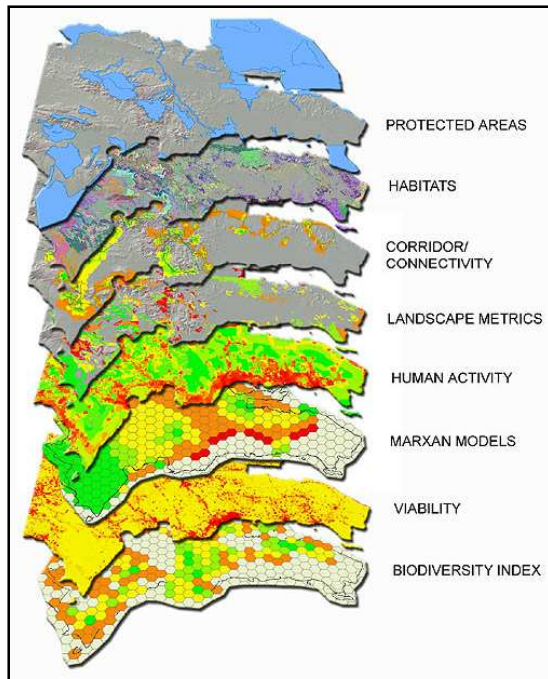 PROTECTED AREAS
HABITATS
CORRIDOR/
CONNECTIVITY
LANDSCAPE METRICS
HUMAN ACTIVITY
MARXAN MODELS
VIABILITY
BIODIVERSITY INDEX